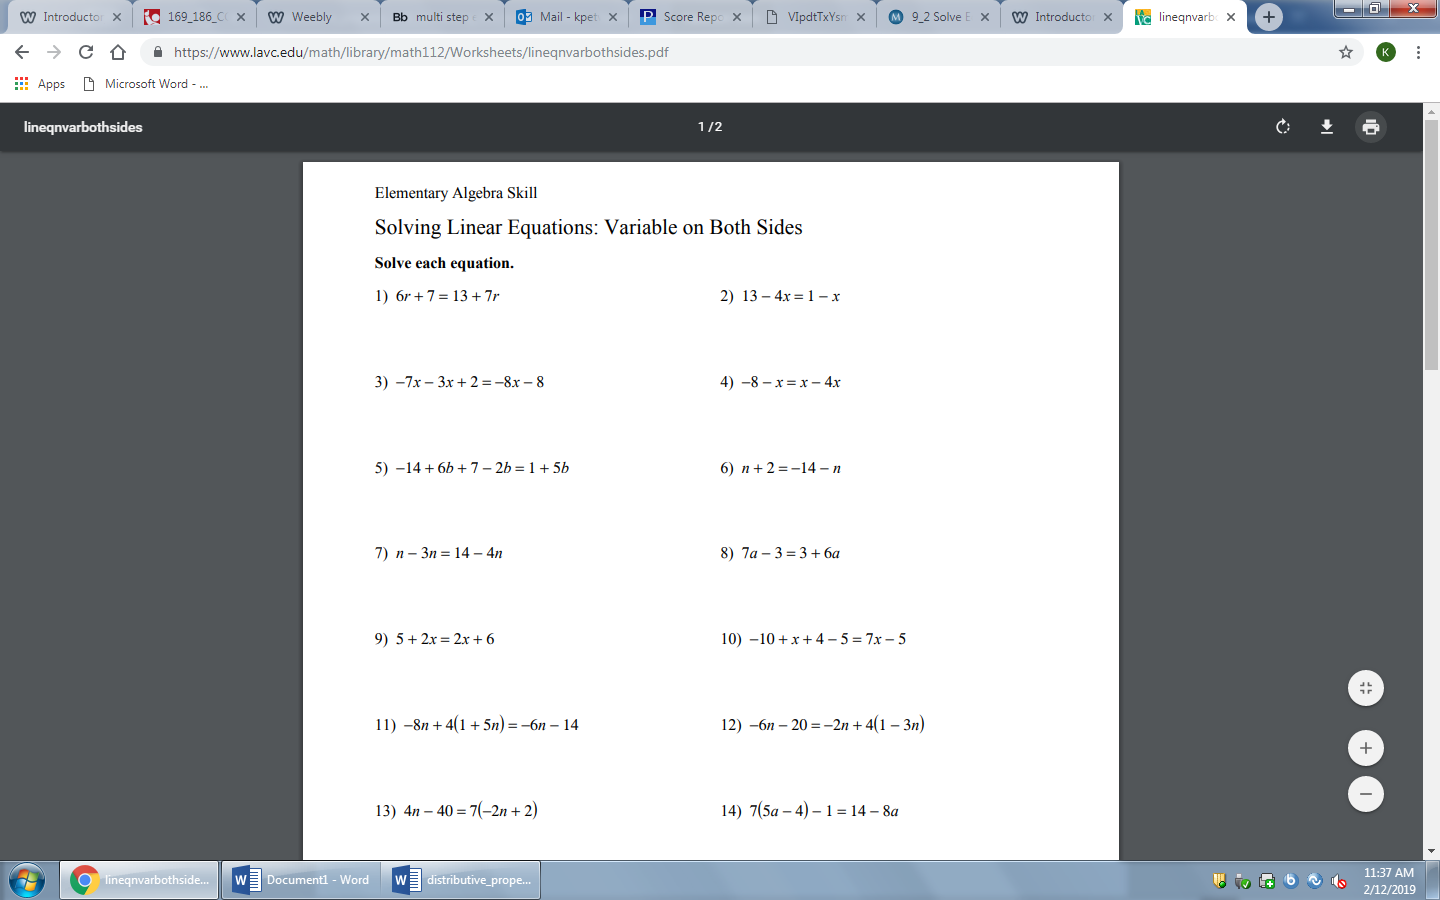 Introductor
169_186_C
Weebly
Bb multi step
Mail - kpet
Score Repo
VIpdtTxYsm
9_2 Solve E
Introductor
lineqnvarbo
https://www.lavc.edu/math/library/math112/Worksheets/lineqnvarbothsides.pdf
K
Apps
Microsoft Word - ...
lineqnvarbothsides
1 / 2
Elementary Algebra Skill
Solving Linear Equations: Variable on Both Sides
Solve each equation.
1) 6r + 7 = 13 + 7r
2) 13 − 4x = 1 − x
3) −7x − 3x + 2 = −8x − 8
4) −8 − x = x − 4x
5) −14 + 6b + 7 − 2b = 1 + 5b
6) n + 2 = −14 − n
7) n − 3n = 14 − 4n
8) 7a − 3 = 3 + 6a
9) 5 + 2x = 2x + 6
10) −10 + x + 4 − 5 = 7x − 5
11) −8n + 4(1 + 5n) = −6n − 14
12) −6n − 20 = −2n + 4(1 − 3n)
13) 4n − 40 = 7(−2n + 2)
14) 7(5a − 4) − 1 = 14 − 8a
lineqnvarbothside...
Document1 - Word
distributive_prope...
11:37 AM
2/12/2019